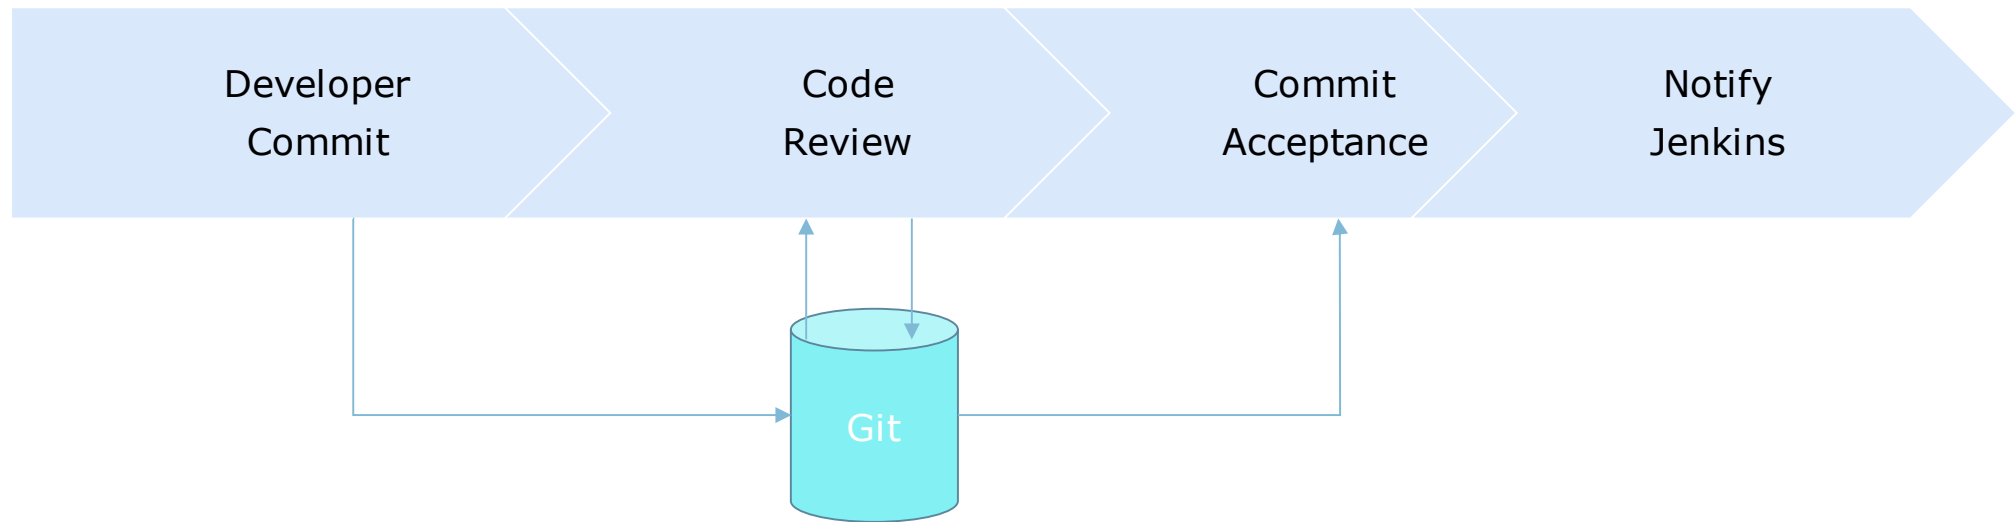 Developer
Commit
Code
Review
Commit
Acceptance
Notify
Jenkins
Git